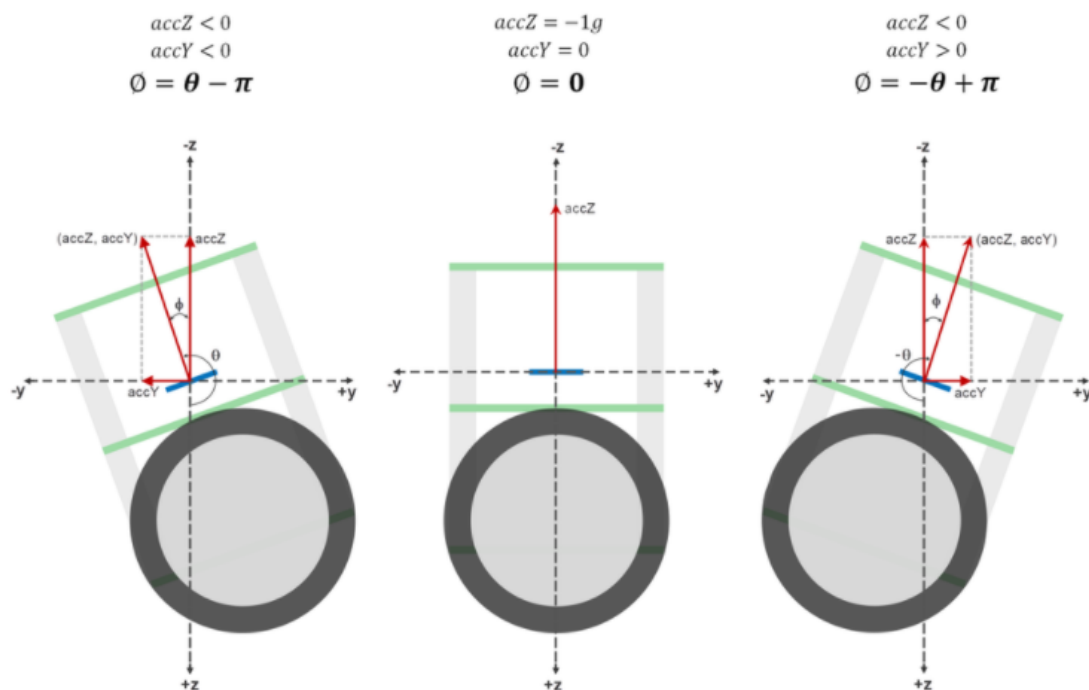 accZ < 0
accY < 0
Ø = θ − π
accZ = −1g
accY = 0
Ø = 0
accZ < 0
accY > 0
Ø = −θ + π
-z
(accZ, accY)
accZ
ϕ
θ
-y
accY
+y
+z
-z
accZ
-y
+y
+z
-z
accZ
(accZ, accY)
ϕ
-θ
-y
accY
+y
+z